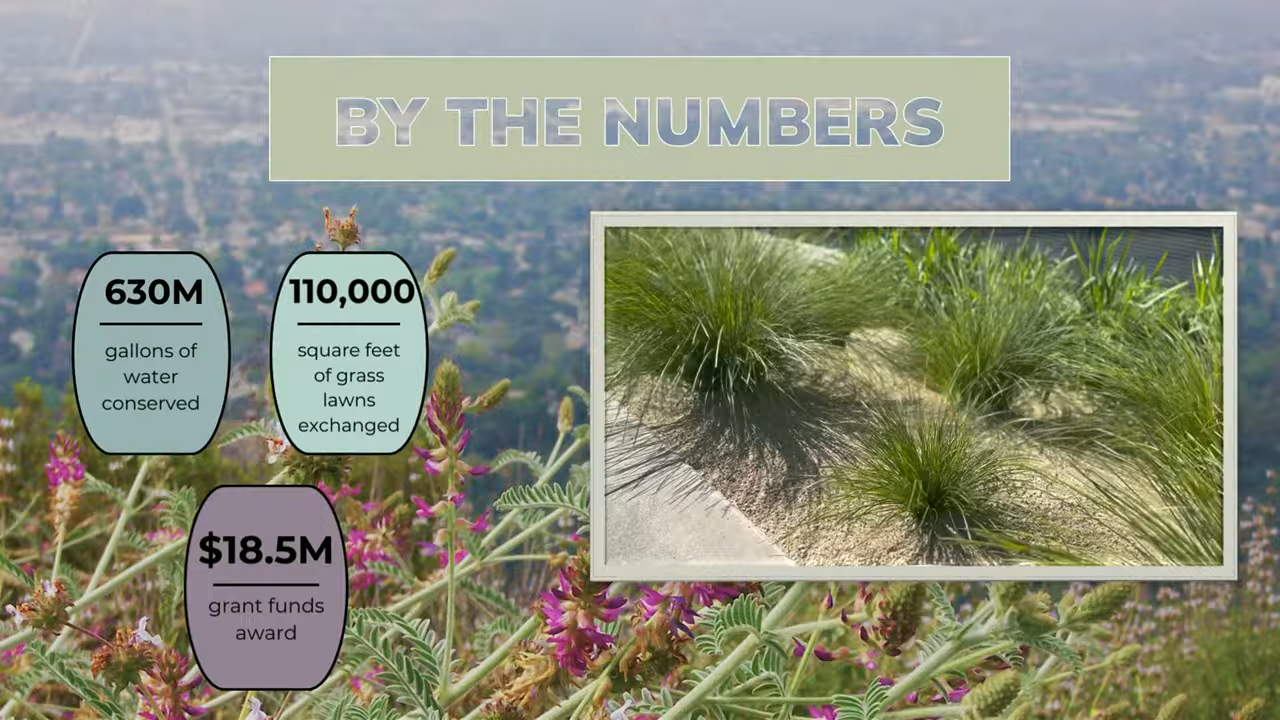 BY THE NUMBERS
630M
gallons of
water
conserved
110,000
square feet
of grass
lawns
exchanged
$18.5M
grant funds
award